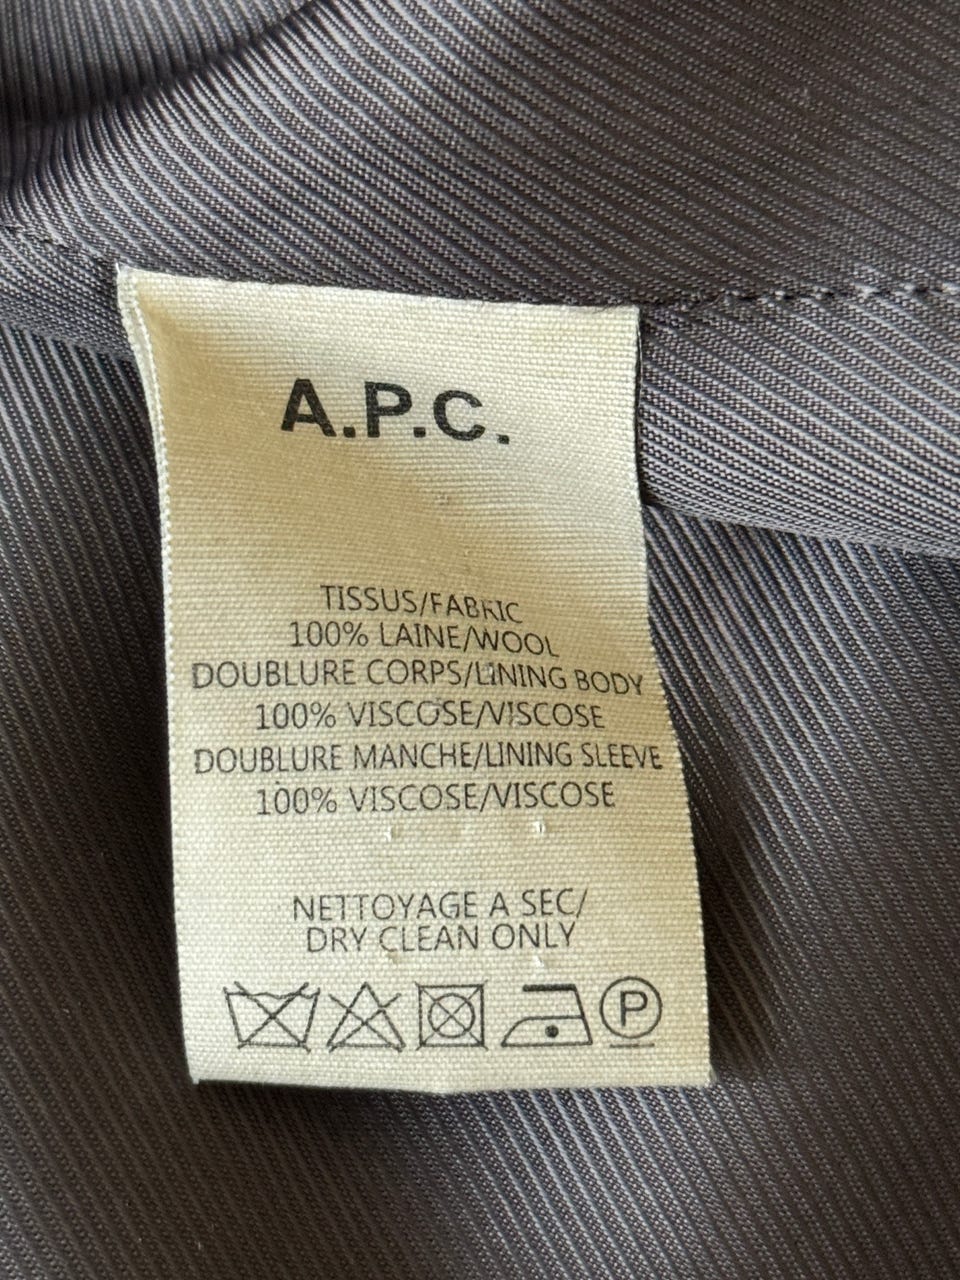 A.P.C.
TISSUS/FABRIC
100% LAINE/WOOL
DOUBLURE CORPS/LINING BODY
100% VISCOSE/VISCOSE
DOUBLURE MANCHE/LINING SLEEVE
100% VISCOSE/VISCOSE
NETTOYAGE A SEC/
DRY CLEAN ONLY
P